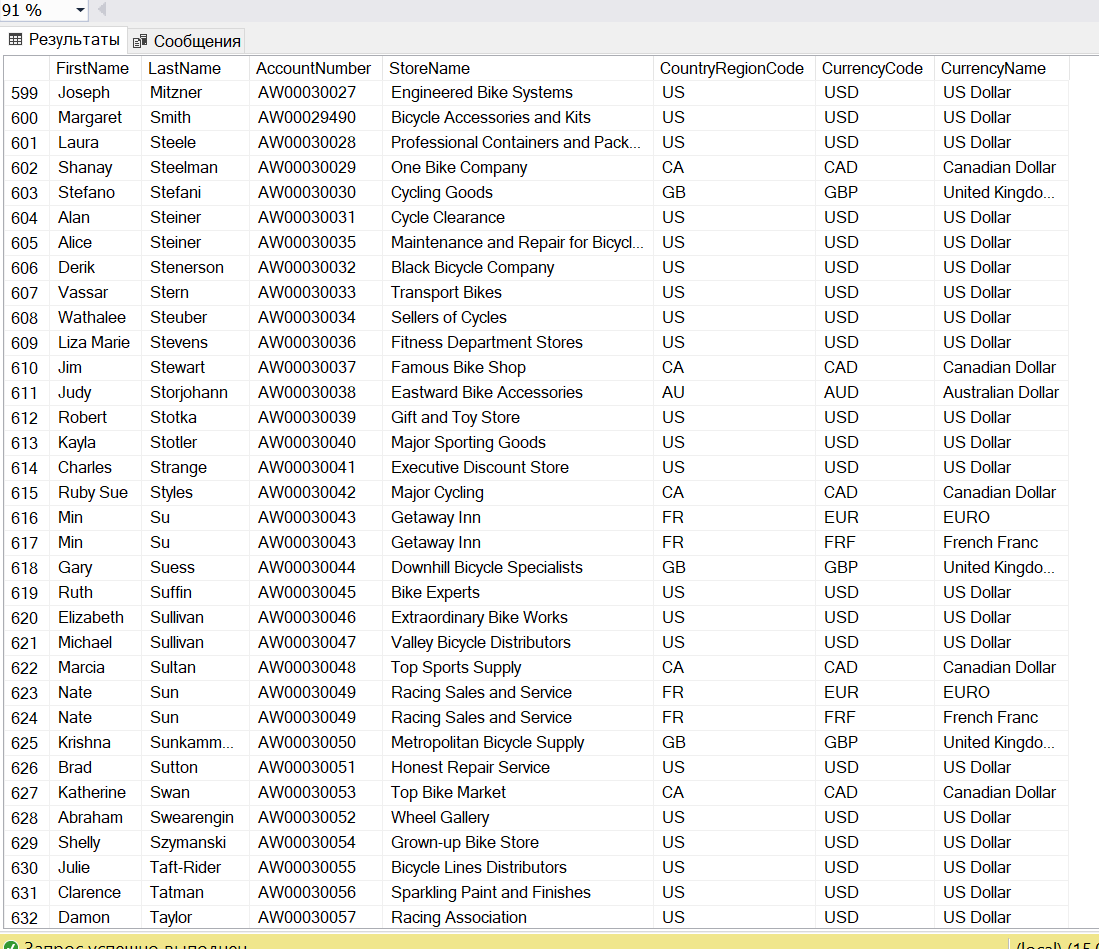 91 %
Результаты Сообщения
FirstName LastName AccountNumber StoreName CountryRegionCode CurrencyCode CurrencyName
599 Joseph Mitzner AW00030027 Engineered Bike Systems US USD US Dollar
600 Margaret Smith AW00029490 Bicycle Accessories and Kits US USD US Dollar
601 Laura Steele AW00030028 Professional Containers and Pack... US USD US Dollar
602 Shanay Steelman AW00030029 One Bike Company CA CAD Canadian Dollar
603 Stefano Stefani AW00030030 Cycling Goods GB GBP United Kingdo...
604 Alan Steiner AW00030031 Cycle Clearance US USD US Dollar
605 Alice Steiner AW00030035 Maintenance and Repair for Bicycl... US USD US Dollar
606 Derik Stenerson AW00030032 Black Bicycle Company US USD US Dollar
607 Vassar Stern AW00030033 Transport Bikes US USD US Dollar
608 Wathalee Steuber AW00030034 Sellers of Cycles US USD US Dollar
609 Liza Marie Stevens AW00030036 Fitness Department Stores US USD US Dollar
610 Jim Stewart AW00030037 Famous Bike Shop CA CAD Canadian Dollar
611 Judy Storjohann AW00030038 Eastward Bike Accessories AU AUD Australian Dollar
612 Robert Stotka AW00030039 Gift and Toy Store US USD US Dollar
613 Kayla Stotler AW00030040 Major Sporting Goods US USD US Dollar
614 Charles Strange AW00030041 Executive Discount Store US USD US Dollar
615 Ruby Sue Styles AW00030042 Major Cycling CA CAD Canadian Dollar
616 Min Su AW00030043 Getaway Inn FR EUR EURO
617 Min Su AW00030043 Getaway Inn FR FRF French Franc
618 Gary Suess AW00030044 Downhill Bicycle Specialists GB GBP United Kingdo...
619 Ruth Suffin AW00030045 Bike Experts US USD US Dollar
620 Elizabeth Sullivan AW00030046 Extraordinary Bike Works US USD US Dollar
621 Michael Sullivan AW00030047 Valley Bicycle Distributors US USD US Dollar
622 Marcia Sultan AW00030048 Top Sports Supply CA CAD Canadian Dollar
623 Nate Sun AW00030049 Racing Sales and Service FR EUR EURO
624 Nate Sun AW00030049 Racing Sales and Service FR FRF French Franc
625 Krishna Sunkamm... AW00030050 Metropolitan Bicycle Supply GB GBP United Kingdo...
626 Brad Sutton AW00030051 Honest Repair Service US USD US Dollar
627 Katherine Swan AW00030053 Top Bike Market CA CAD Canadian Dollar
628 Abraham Swearengin AW00030052 Wheel Gallery US USD US Dollar
629 Shelly Szymanski AW00030054 Grown-up Bike Store US USD US Dollar
630 Julie Taft-Rider AW00030055 Bicycle Lines Distributors US USD US Dollar
631 Clarence Tatman AW00030056 Sparkling Paint and Finishes US USD US Dollar
632 Damon Taylor AW00030057 Racing Association US USD US Dollar
Запрос успешно выполнен (local)